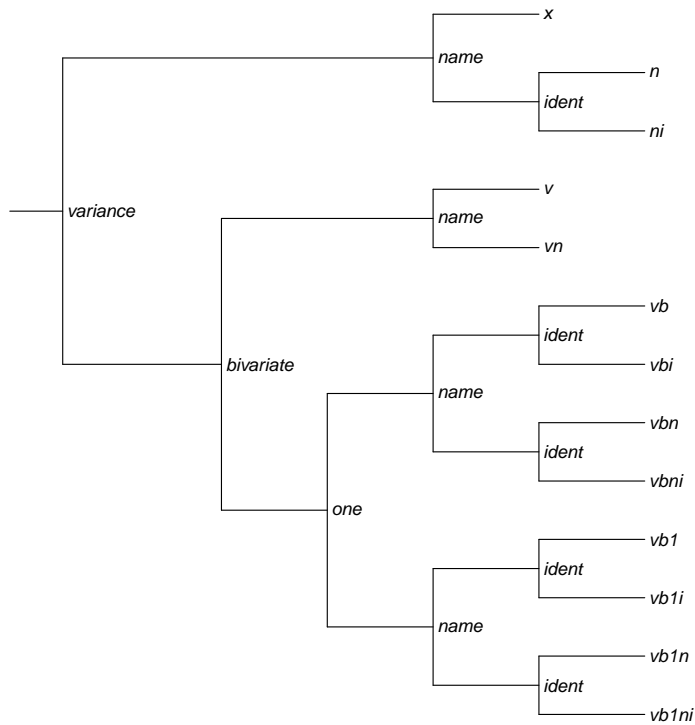 x
name
n
ident
ni
v
variance
name
vn
vb
ident
vbi
bivariate
name
vbn
ident
vbni
one
vb1
ident
vb1i
name
vb1n
ident
vb1ni